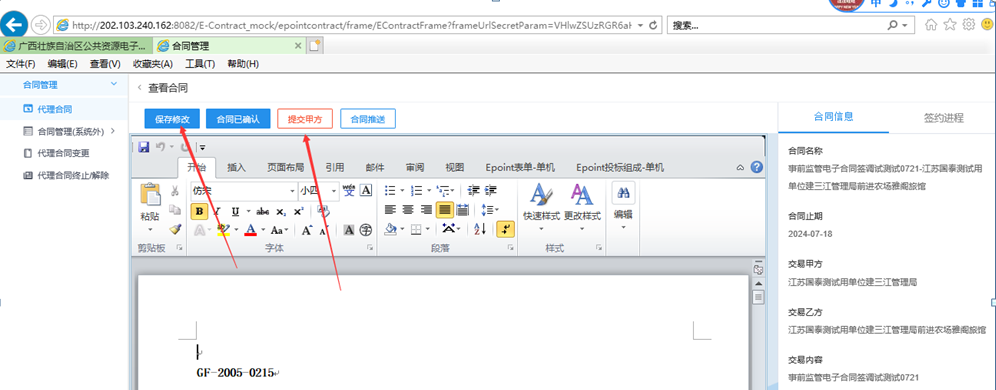 http://202.103.240.162:8082/E-Contract_mock/epointcontract/frame/EContractFrame?frameUrlSecretParam=VHlwZSUzRGR6al
搜索...
广西壮族自治区公共资源电子...
合同管理
文件(F) 编辑(E) 查看(V) 收藏夹(A) 工具(T) 帮助(H)
合同管理
代理合同
合同管理(系统外)
代理合同变更
代理合同终止/解除
查看合同
保存修改 合同已确认 提交甲方 合同推送
开始 插入 页面布局 引用 邮件 审阅 视图 Epoint表单-单机 Epoint投标组成-单机
粘贴
剪贴板
仿宋 小四
B I U abc x₂ x² A Aa
字体
段落
快速样式 更改样式
样式
编辑
GF-2005-0215
合同信息 签约进程
合同名称
事前监管电子合同签调试测试0721-江苏国泰测试用
单位建三江管理局前进农场雅阁旅馆
合同止期
2024-07-18
交易甲方
江苏国泰测试用单位建三江管理局
交易乙方
江苏国泰测试用单位建三江管理局前进农场雅阁旅馆
交易内容
事前监管电子合同签调试测试0721